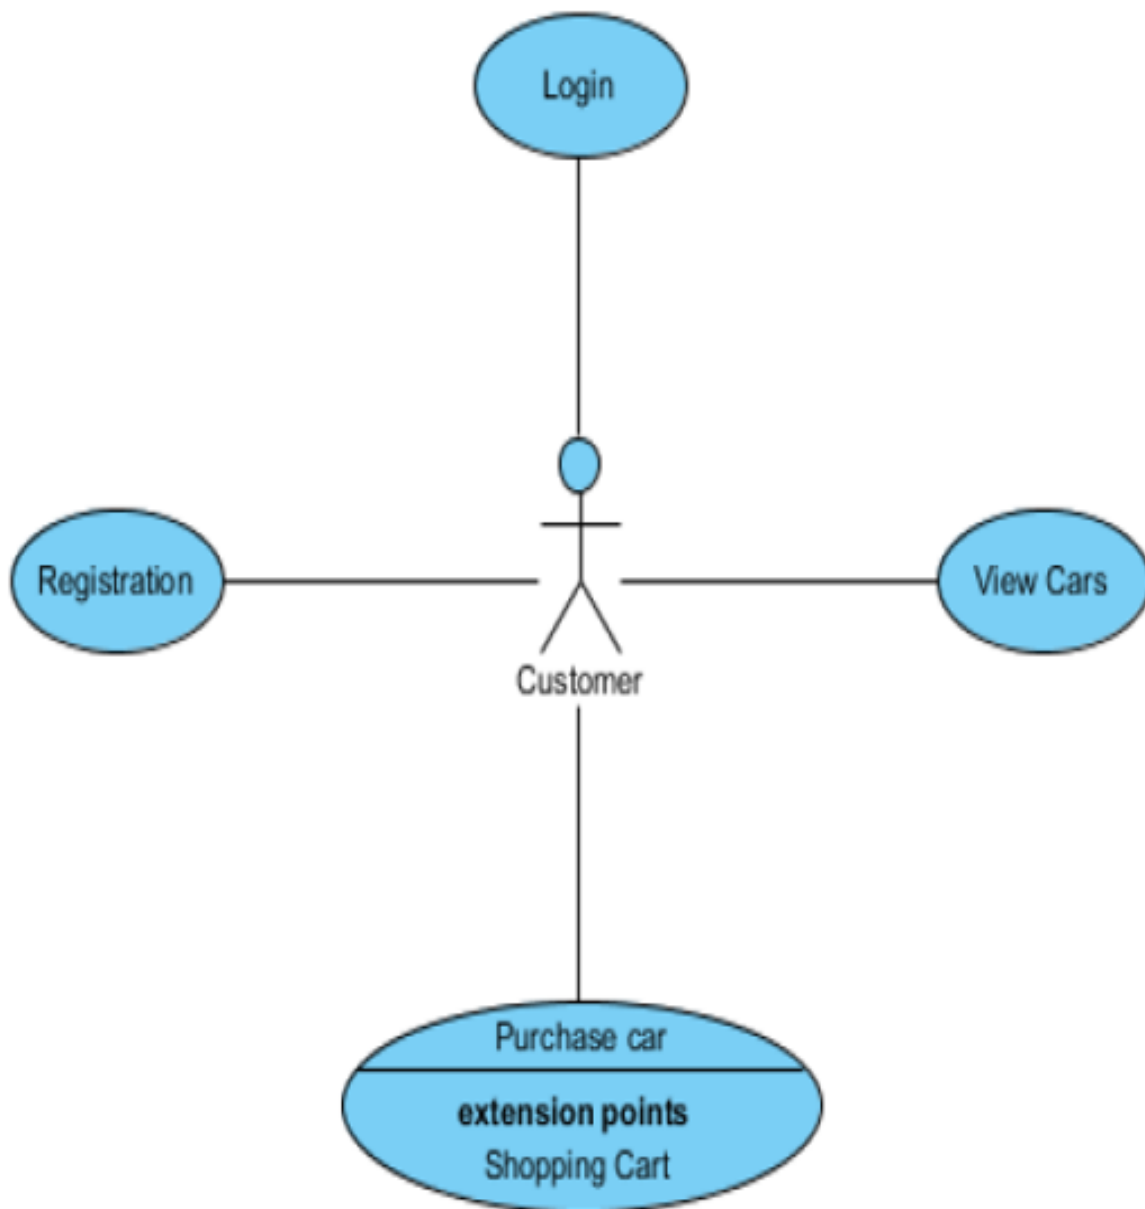 Login
Registration
View Cars
Customer
Purchase car
extension points
Shopping Cart